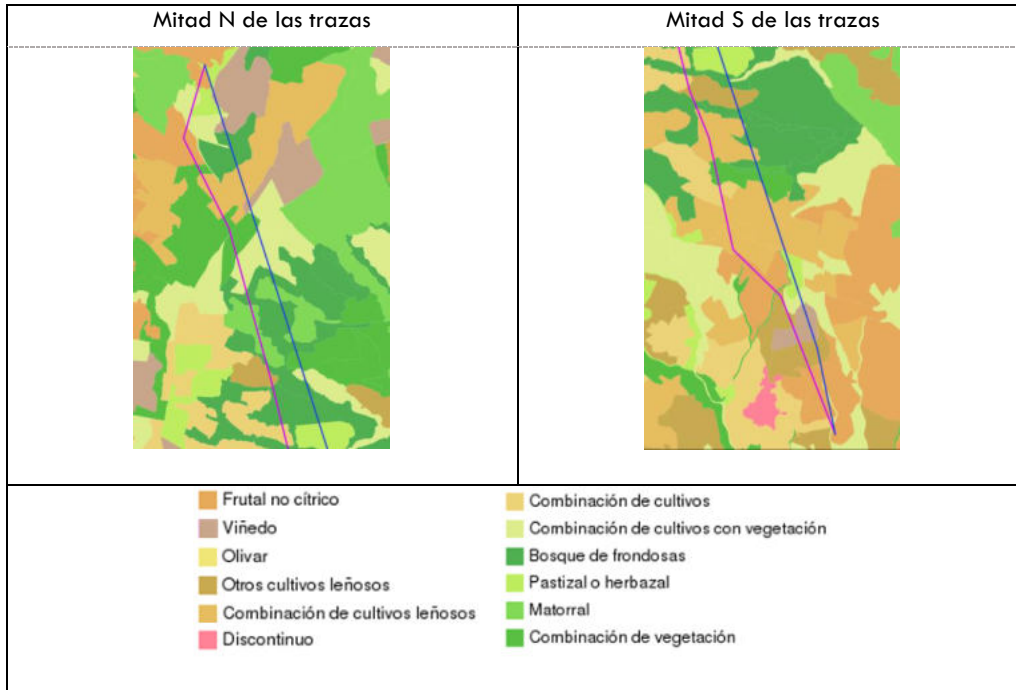 Mitad N de las trazas
Mitad S de las trazas
Frutal no cítrico
Viñedo
Olivar
Otros cultivos leñosos
Combinación de cultivos leñosos
Discontinuo
Combinación de cultivos
Combinación de cultivos con vegetación
Bosque de frondosas
Pastizal o herbazal
Matorral
Combinación de vegetación